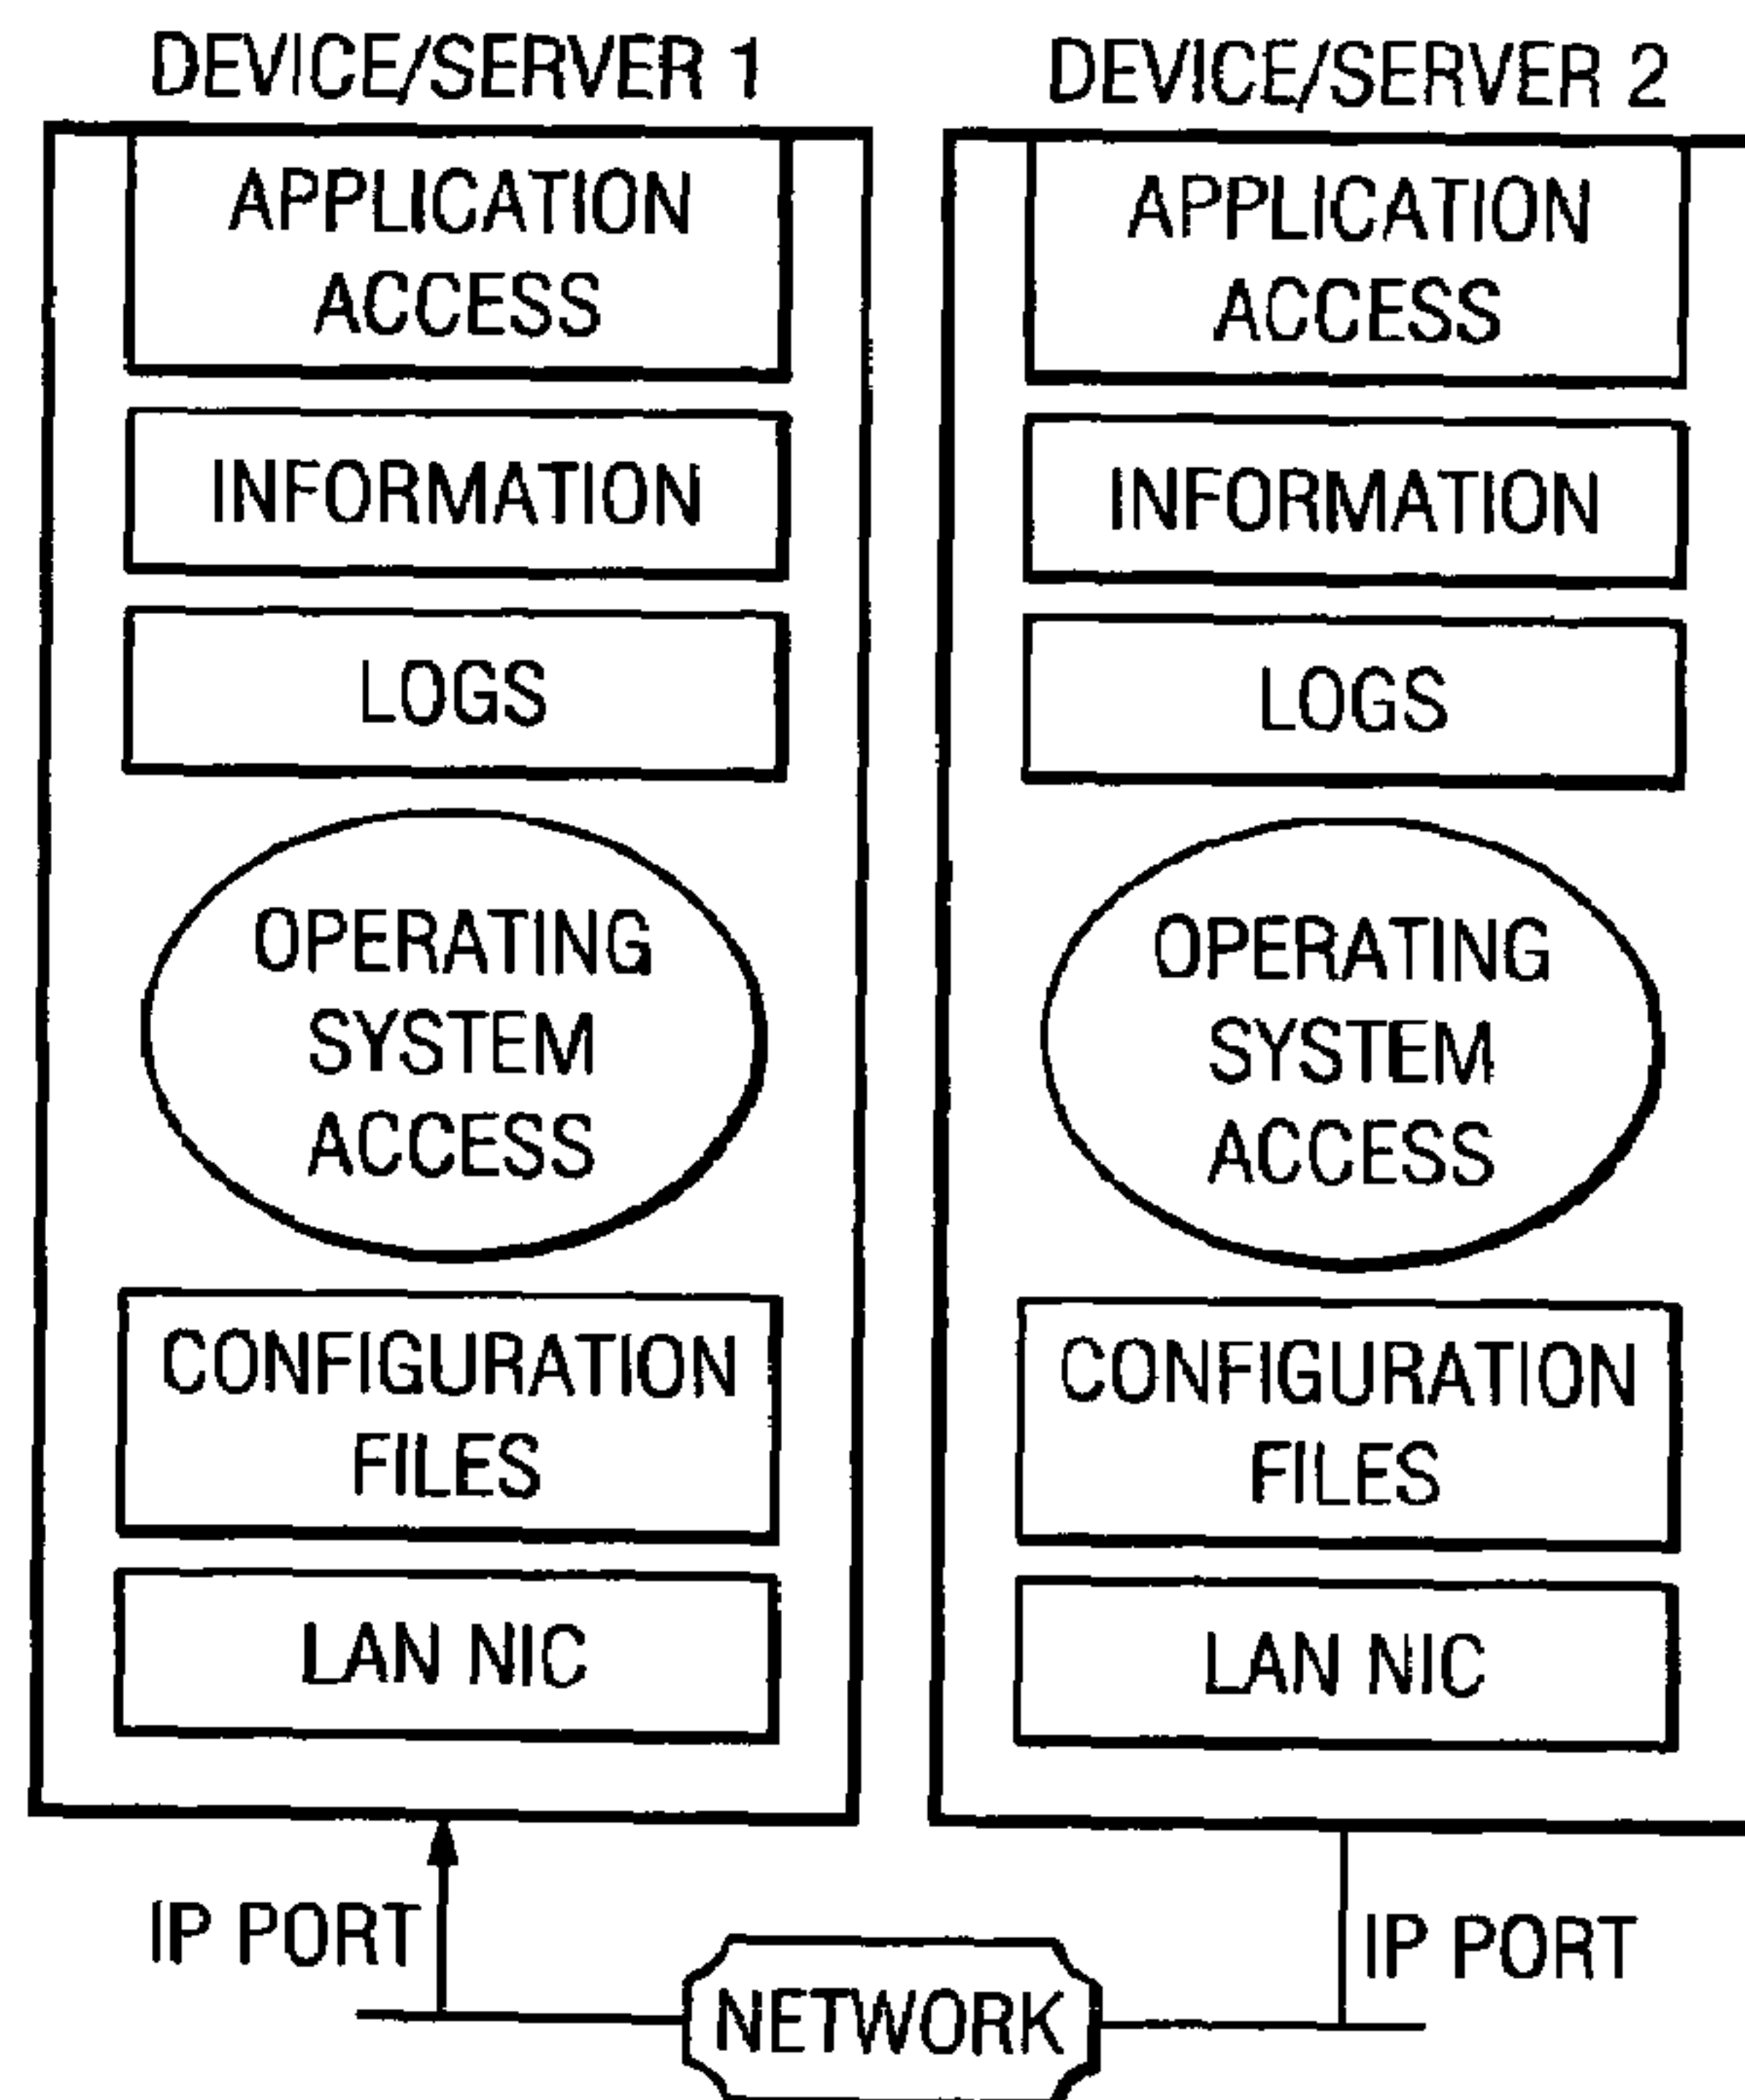 DEVICE/SERVER 1
APPLICATION
ACCESS
INFORMATION
LOGS
OPERATING
SYSTEM
ACCESS
CONFIGURATION
FILES
LAN NIC
IP PORT
DEVICE/SERVER 2
APPLICATION
ACCESS
INFORMATION
LOGS
OPERATING
SYSTEM
ACCESS
CONFIGURATION
FILES
LAN NIC
IP PORT
NETWORK